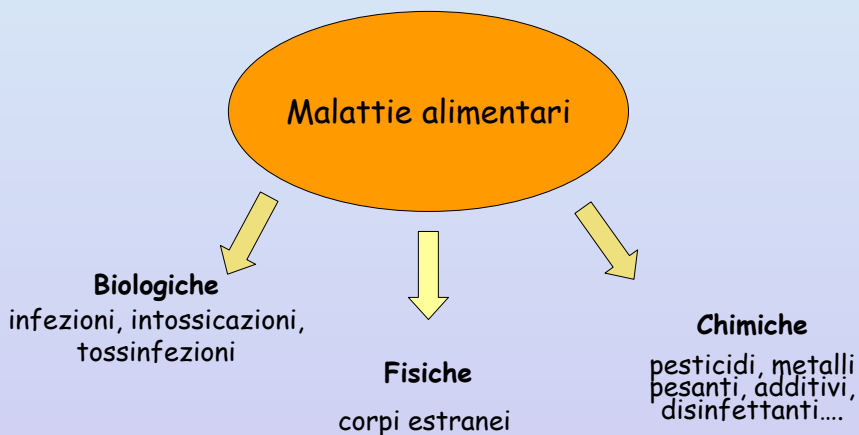 Malattie alimentari
Biologiche
infezioni, intossicazioni,
tossinfezioni
Fisiche
corpi estranei
Chimiche
pesticidi, metalli
pesanti, additivi,
disinfettanti....